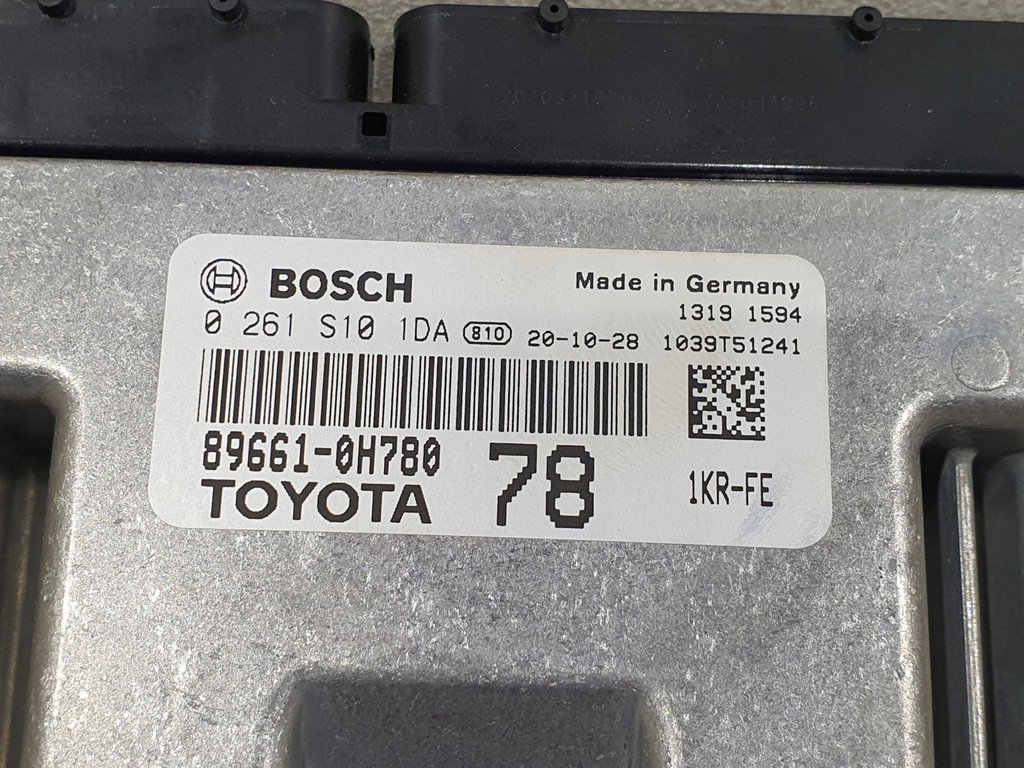 BOSCH
Made in Germany
1319 1594
0 261 S10 1DA 810 20-10-28 1039T51241
89661-0H780
TOYOTA
78
1KR-FE